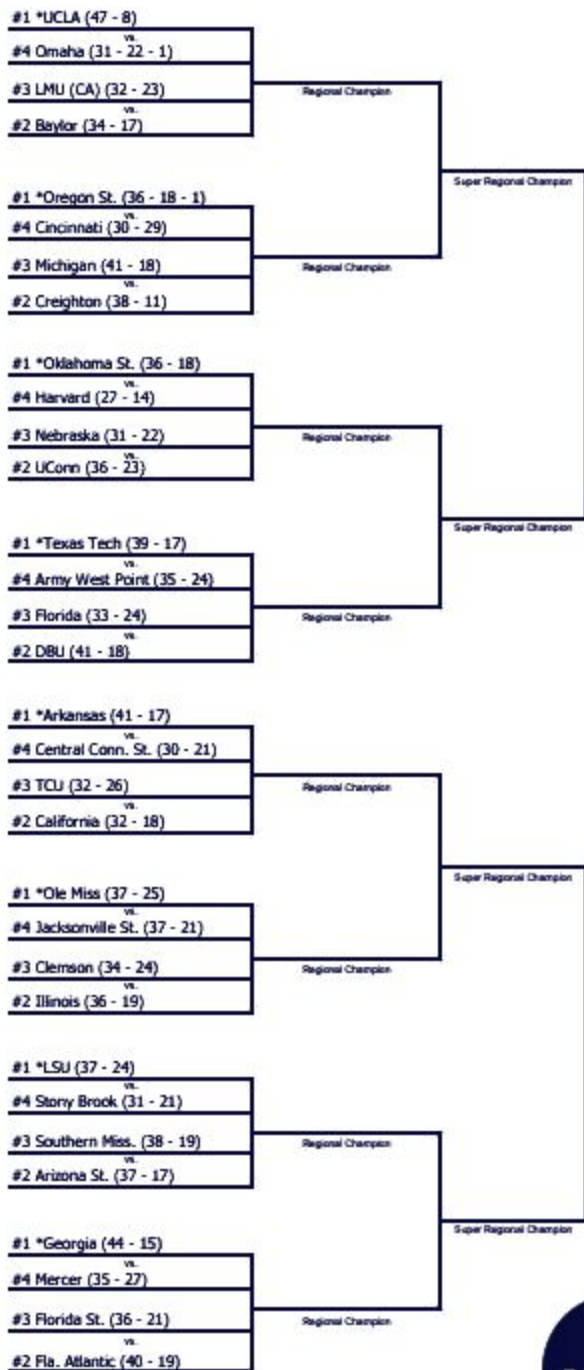 #1 *UCLA (47 - 8)
vs.
#4 Omaha (31 - 22 - 1)
#3 LMU (CA) (32 - 23)
vs.
#2 Baylor (34 - 17)
Regional Champion
Super Regional Champion
#1 *Oregon St. (36 - 18 - 1)
vs.
#4 Cincinnati (30 - 29)
#3 Michigan (41 - 18)
vs.
#2 Creighton (38 - 11)
Regional Champion
#1 *Oklahoma St. (36 - 18)
vs.
#4 Harvard (27 - 14)
#3 Nebraska (31 - 22)
vs.
#2 UConn (36 - 23)
Regional Champion
Super Regional Champion
#1 *Texas Tech (39 - 17)
vs.
#4 Army West Point (35 - 24)
#3 Florida (33 - 24)
vs.
#2 DBU (41 - 18)
Regional Champion
#1 *Arkansas (41 - 17)
vs.
#4 Central Conn. St. (30 - 21)
#3 TCU (32 - 26)
vs.
#2 California (32 - 18)
Regional Champion
Super Regional Champion
#1 *Ole Miss (37 - 25)
vs.
#4 Jacksonville St. (37 - 21)
#3 Clemson (34 - 24)
vs.
#2 Illinois (36 - 19)
Regional Champion
#1 *LSU (37 - 24)
vs.
#4 Stony Brook (31 - 21)
#3 Southern Miss. (38 - 19)
vs.
#2 Arizona St. (37 - 17)
Regional Champion
Super Regional Champion
#1 *Georgia (44 - 15)
vs.
#4 Mercer (35 - 27)
#3 Florida St. (36 - 21)
vs.
#2 Fla. Atlantic (40 - 19)
Regional Champion